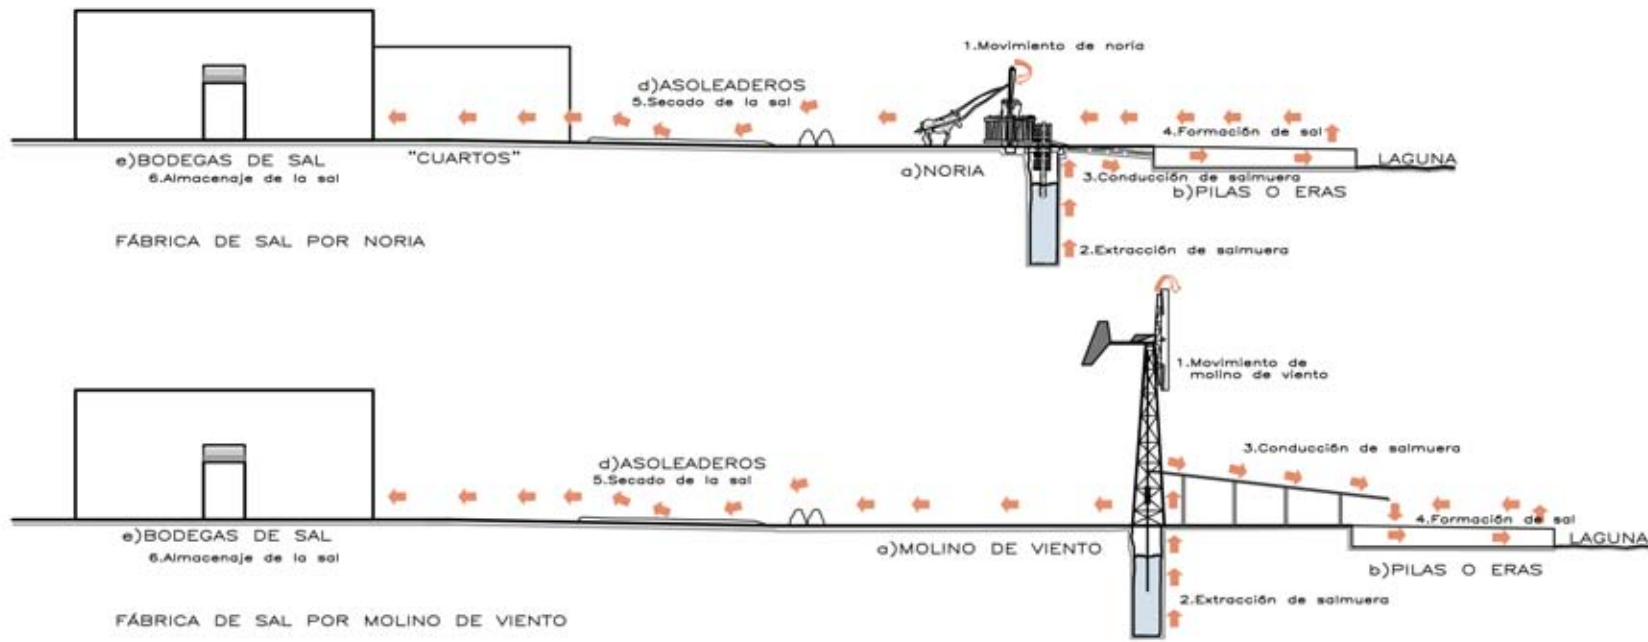 1.Movimiento de noria
d)ASOLEADEROS
5.Secado de la sal
4.Formación de sal
e)BODEGAS DE SAL
6.Almacenaje de la sal
"CUARTOS"
a)NORIA
3.Conducción de salmuera
LAGUNA
b)PILAS O ERAS
2.Extracción de salmuera
FÁBRICA DE SAL POR NORIA
1.Movimiento de
molino de viento
3.Conducción de salmuera
d)ASOLEADEROS
5.Secado de la sal
4.Formación de sal
e)BODEGAS DE SAL
6.Almacenaje de la sal
a)MOLINO DE VIENTO
LAGUNA
b)PILAS O ERAS
2.Extracción de salmuera
FÁBRICA DE SAL POR MOLINO DE VIENTO